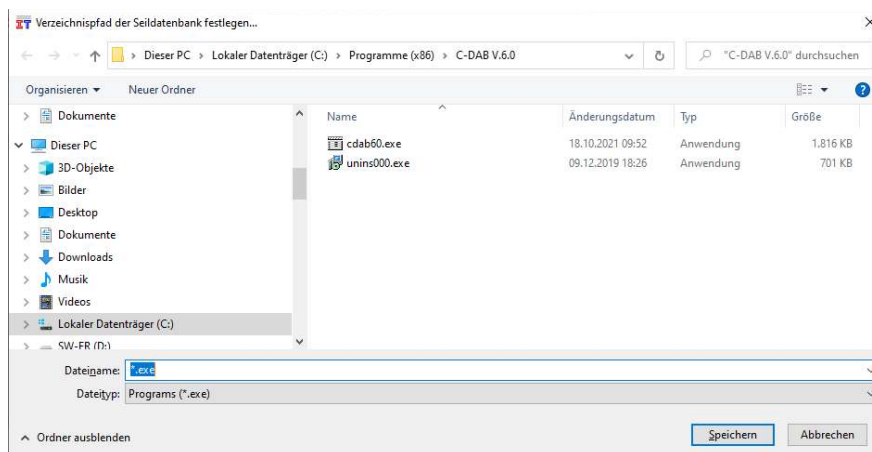 Verzeichnispfad der Seildatenbank festlegen...
Dieser PC > Lokaler Datenträger (C:) > Programme (x86) > C-DAB V.6.0
"C-DAB V.6.0" durchsuchen
Organisieren Neuer Ordner
Name Änderungsdatum Typ Größe
Dokumente
Dieser PC
3D-Objekte
Bilder
Desktop
Dokumente
Downloads
Musik
Videos
Lokaler Datenträger (C:)
SW-FR (D:)
cdab60.exe 18.10.2021 09:52 Anwendung 1.816 KB
unins000.exe 09.12.2019 18:26 Anwendung 701 KB
Dateiname: *.exe
Dateityp: Programs (*.exe)
Ordner ausblenden
Speichern Abbrechen